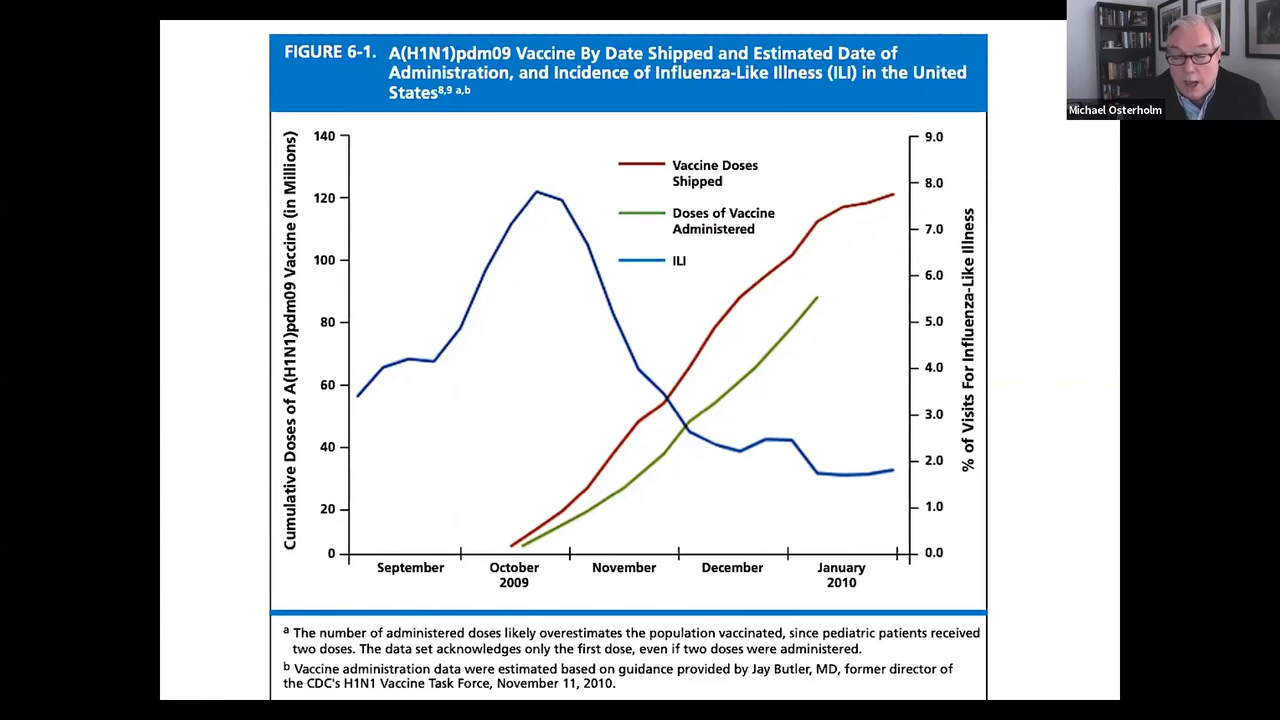 FIGURE 6-1. A(H1N1)pdm09 Vaccine By Date Shipped and Estimated Date of
Administration, and Incidence of Influenza-Like Illness (ILI) in the United
States8,9 a,b
Michael Osterholm
Cumulative Doses of A(H1N1)pdm09 Vaccine (in Millions)
140
120
100
80
60
40
20
0
Vaccine Doses
Shipped
Doses of Vaccine
Administered
ILI
9.0
8.0
7.0
6.0
5.0
4.0
3.0
2.0
1.0
0.0
% of Visits For Influenza-Like Illness
September
October
2009
November
December
January
2010
a The number of administered doses likely overestimates the population vaccinated, since pediatric patients received
two doses. The data set acknowledges only the first dose, even if two doses were administered.
b Vaccine administration data were estimated based on guidance provided by Jay Butler, MD, former director of
the CDC's H1N1 Vaccine Task Force, November 11, 2010.